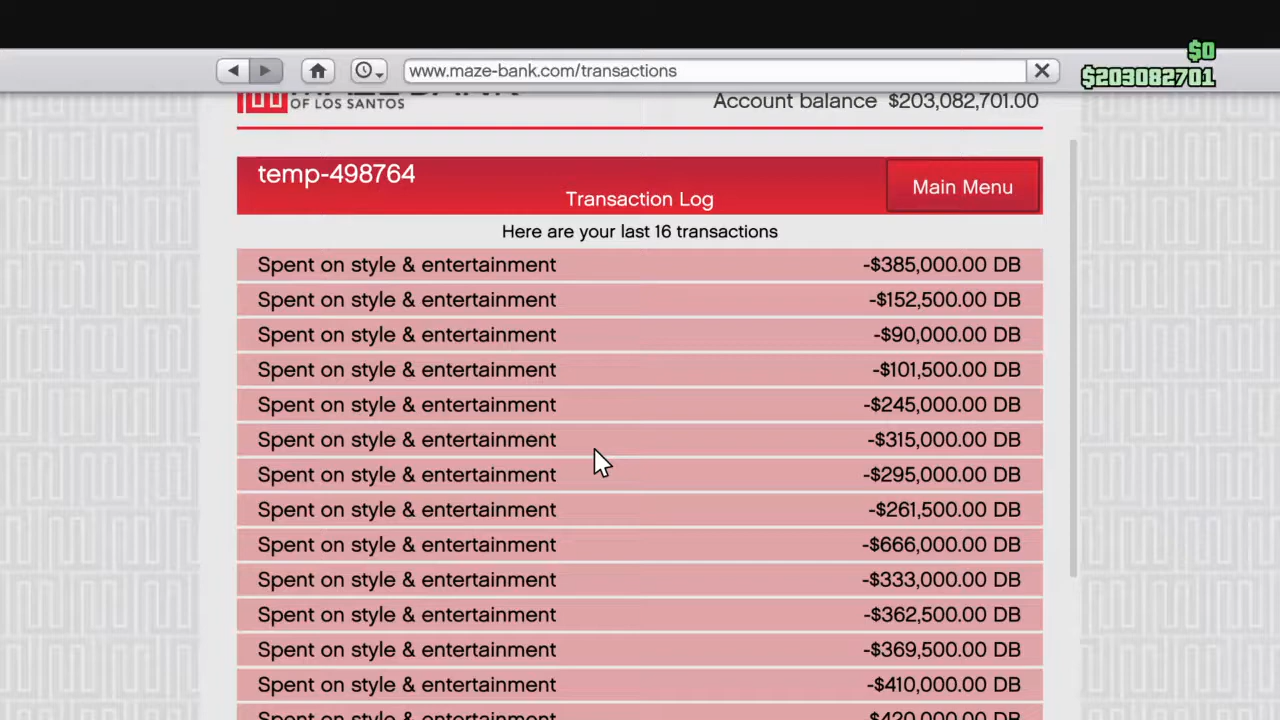 $0
www.maze-bank.com/transactions
$203082701
OF LOS SANTOS
Account balance $203,082,701.00
temp-498764
Transaction Log
Main Menu
Here are your last 16 transactions
Spent on style & entertainment -$385,000.00 DB
Spent on style & entertainment -$152,500.00 DB
Spent on style & entertainment -$90,000.00 DB
Spent on style & entertainment -$101,500.00 DB
Spent on style & entertainment -$245,000.00 DB
Spent on style & entertainment -$315,000.00 DB
Spent on style & entertainment -$295,000.00 DB
Spent on style & entertainment -$261,500.00 DB
Spent on style & entertainment -$666,000.00 DB
Spent on style & entertainment -$333,000.00 DB
Spent on style & entertainment -$362,500.00 DB
Spent on style & entertainment -$369,500.00 DB
Spent on style & entertainment -$410,000.00 DB
Spent on style & entertainment